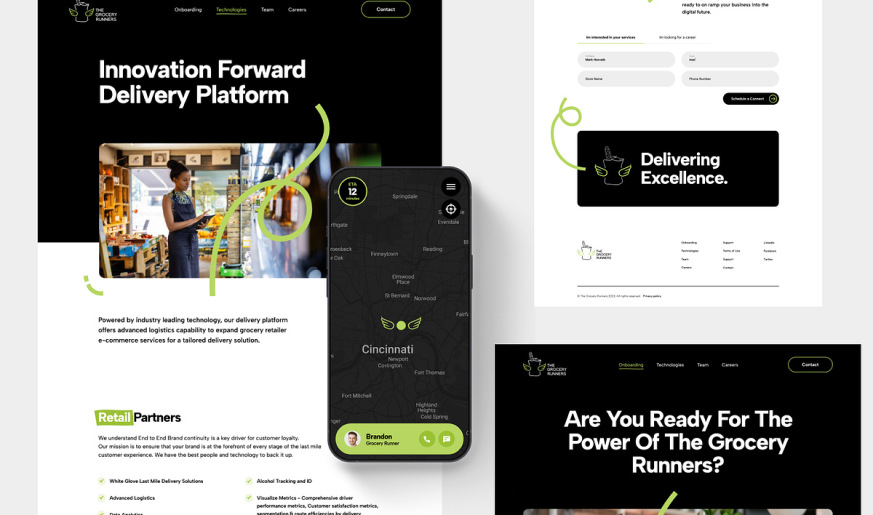 THE
GROCERY
RUNNERS
Onboarding
Technologies
Team
Careers
Contact
Innovation Forward
Delivery Platform
Powered by industry leading technology, our delivery platform
offers advanced logistics capability to expand grocery retailer
e-commerce services for a tailored delivery solution.
Retail Partners
We understand End to End Brand continuity is a key driver for customer loyalty.
Our mission is to ensure that your brand is at the forefront of every stage of the last mile
customer experience. We have the best people and technology to back it up.
White Glove Last Mile Delivery Solutions
Advanced Logistics
Data Analytics
Alcohol Tracking and ID
Visualize Metrics – Comprehensive driver
performance metrics, Customer satisfaction metrics,
segmenting & route efficiencies by delivery
ETA
12
minutes
Springdale
Evendale
Finneytown
Reading
Elmwood
Place
St Bernard
Norwood
Cincinnati
Newport
Covington
Fort Thomas
Fort Mitchell
Highland
Heights
Cold Spring
Brandon
Grocery Runner
ready to on ramp your business into the
digital future.
Im interested in your services
Im looking for a career
Mark Horvath
Store Name
Phone Number
Schedule a Connect
Delivering
Excellence.
THE
GROCERY
RUNNERS
Onboarding
Technologies
Team
Careers
Support
Terms of Use
Support
Contact
LinkedIn
Facebook
Twitter
© The Grocery Runners 2022. All rights reserved. Privacy policy
THE
GROCERY
RUNNERS
Onboarding
Technologies
Team
Careers
Contact
Are You Ready For The
Power Of The Grocery
Runners?